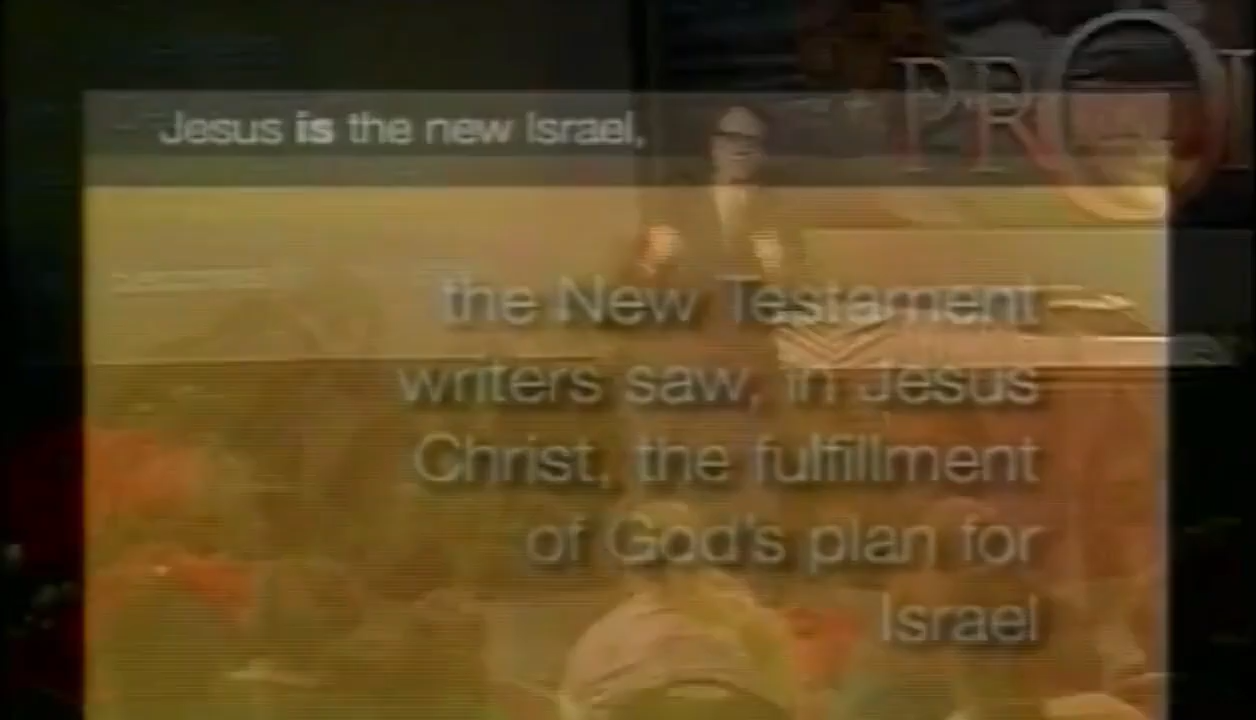 PRO
Jesus is the new Israel,
the New Testament
writers saw, in Jesus
Christ, the fulfillment
of God's plan for
Israel